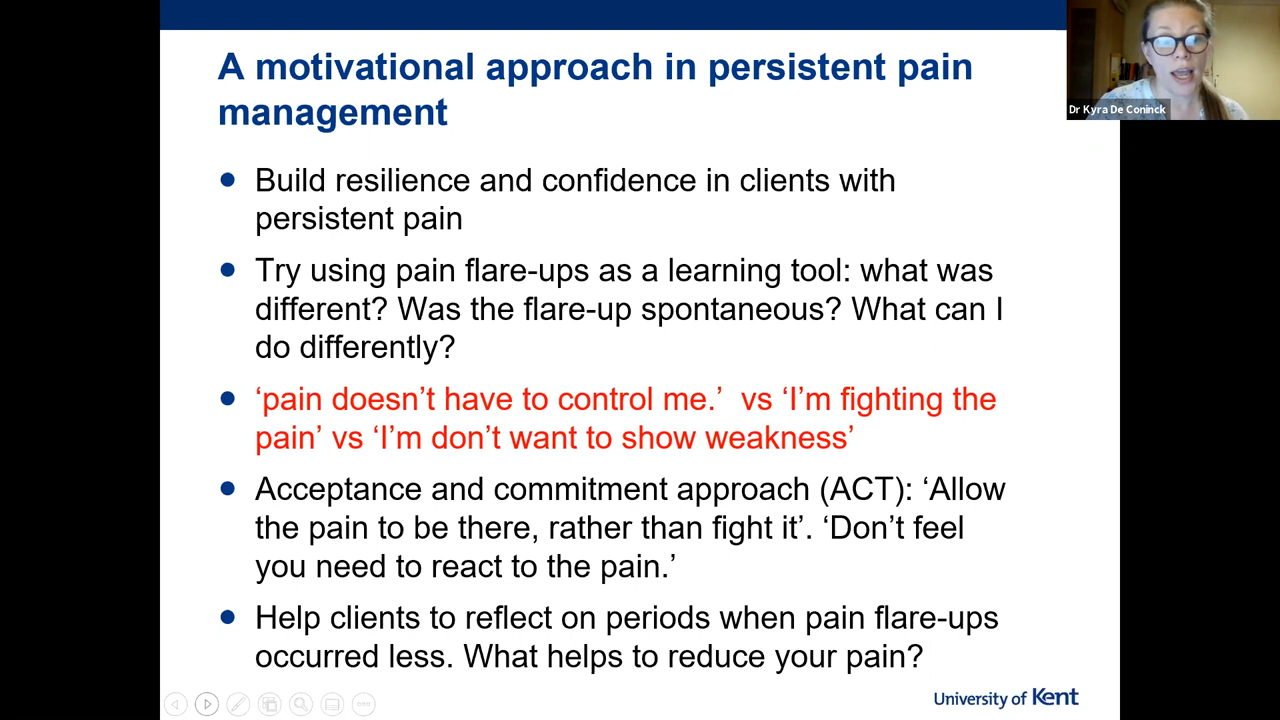 A motivational approach in persistent pain
management
Dr Kyra De Coninck
● Build resilience and confidence in clients with
persistent pain
● Try using pain flare-ups as a learning tool: what was
different? Was the flare-up spontaneous? What can I
do differently?
● ‘pain doesn’t have to control me.’  vs ‘I’m fighting the
pain’ vs ‘I’m don’t want to show weakness’
● Acceptance and commitment approach (ACT): ‘Allow
the pain to be there, rather than fight it’. ‘Don’t feel
you need to react to the pain.’
● Help clients to reflect on periods when pain flare-ups
occurred less. What helps to reduce your pain?
University of Kent